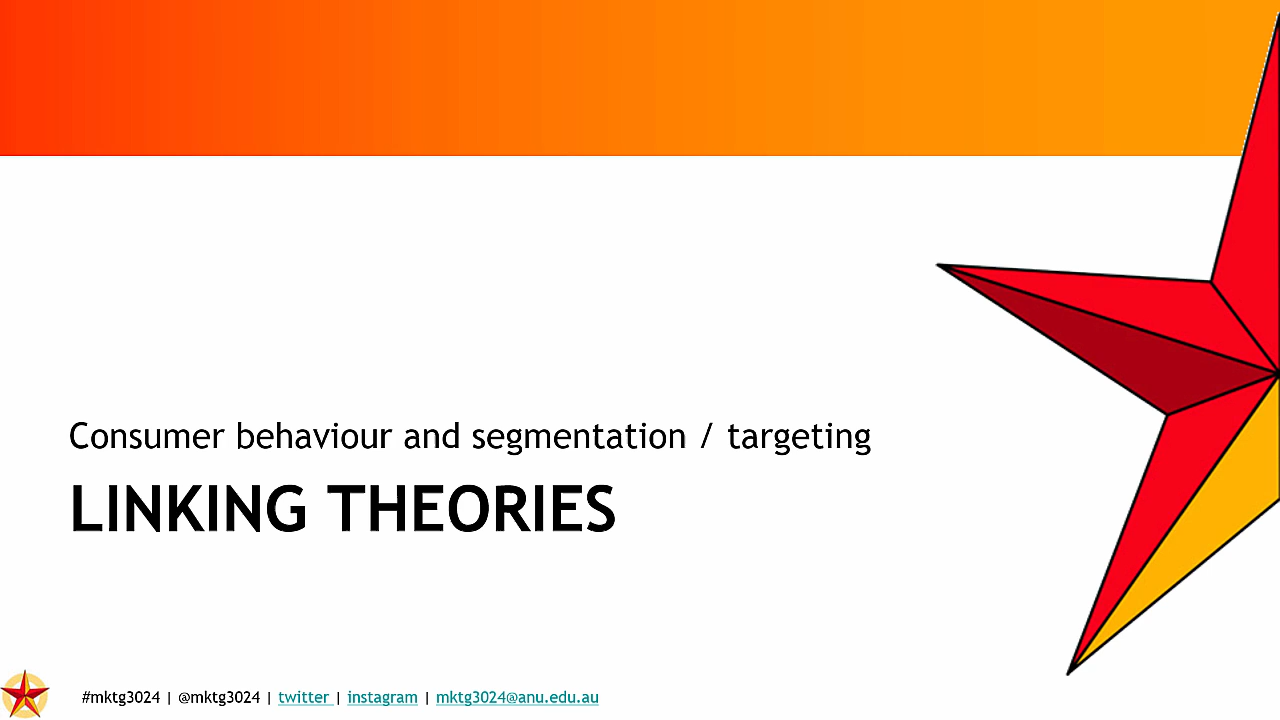 Consumer behaviour and segmentation / targeting
LINKING THEORIES
#mktg3024 | @mktg3024 | twitter | instagram | mktg3024@anu.edu.au